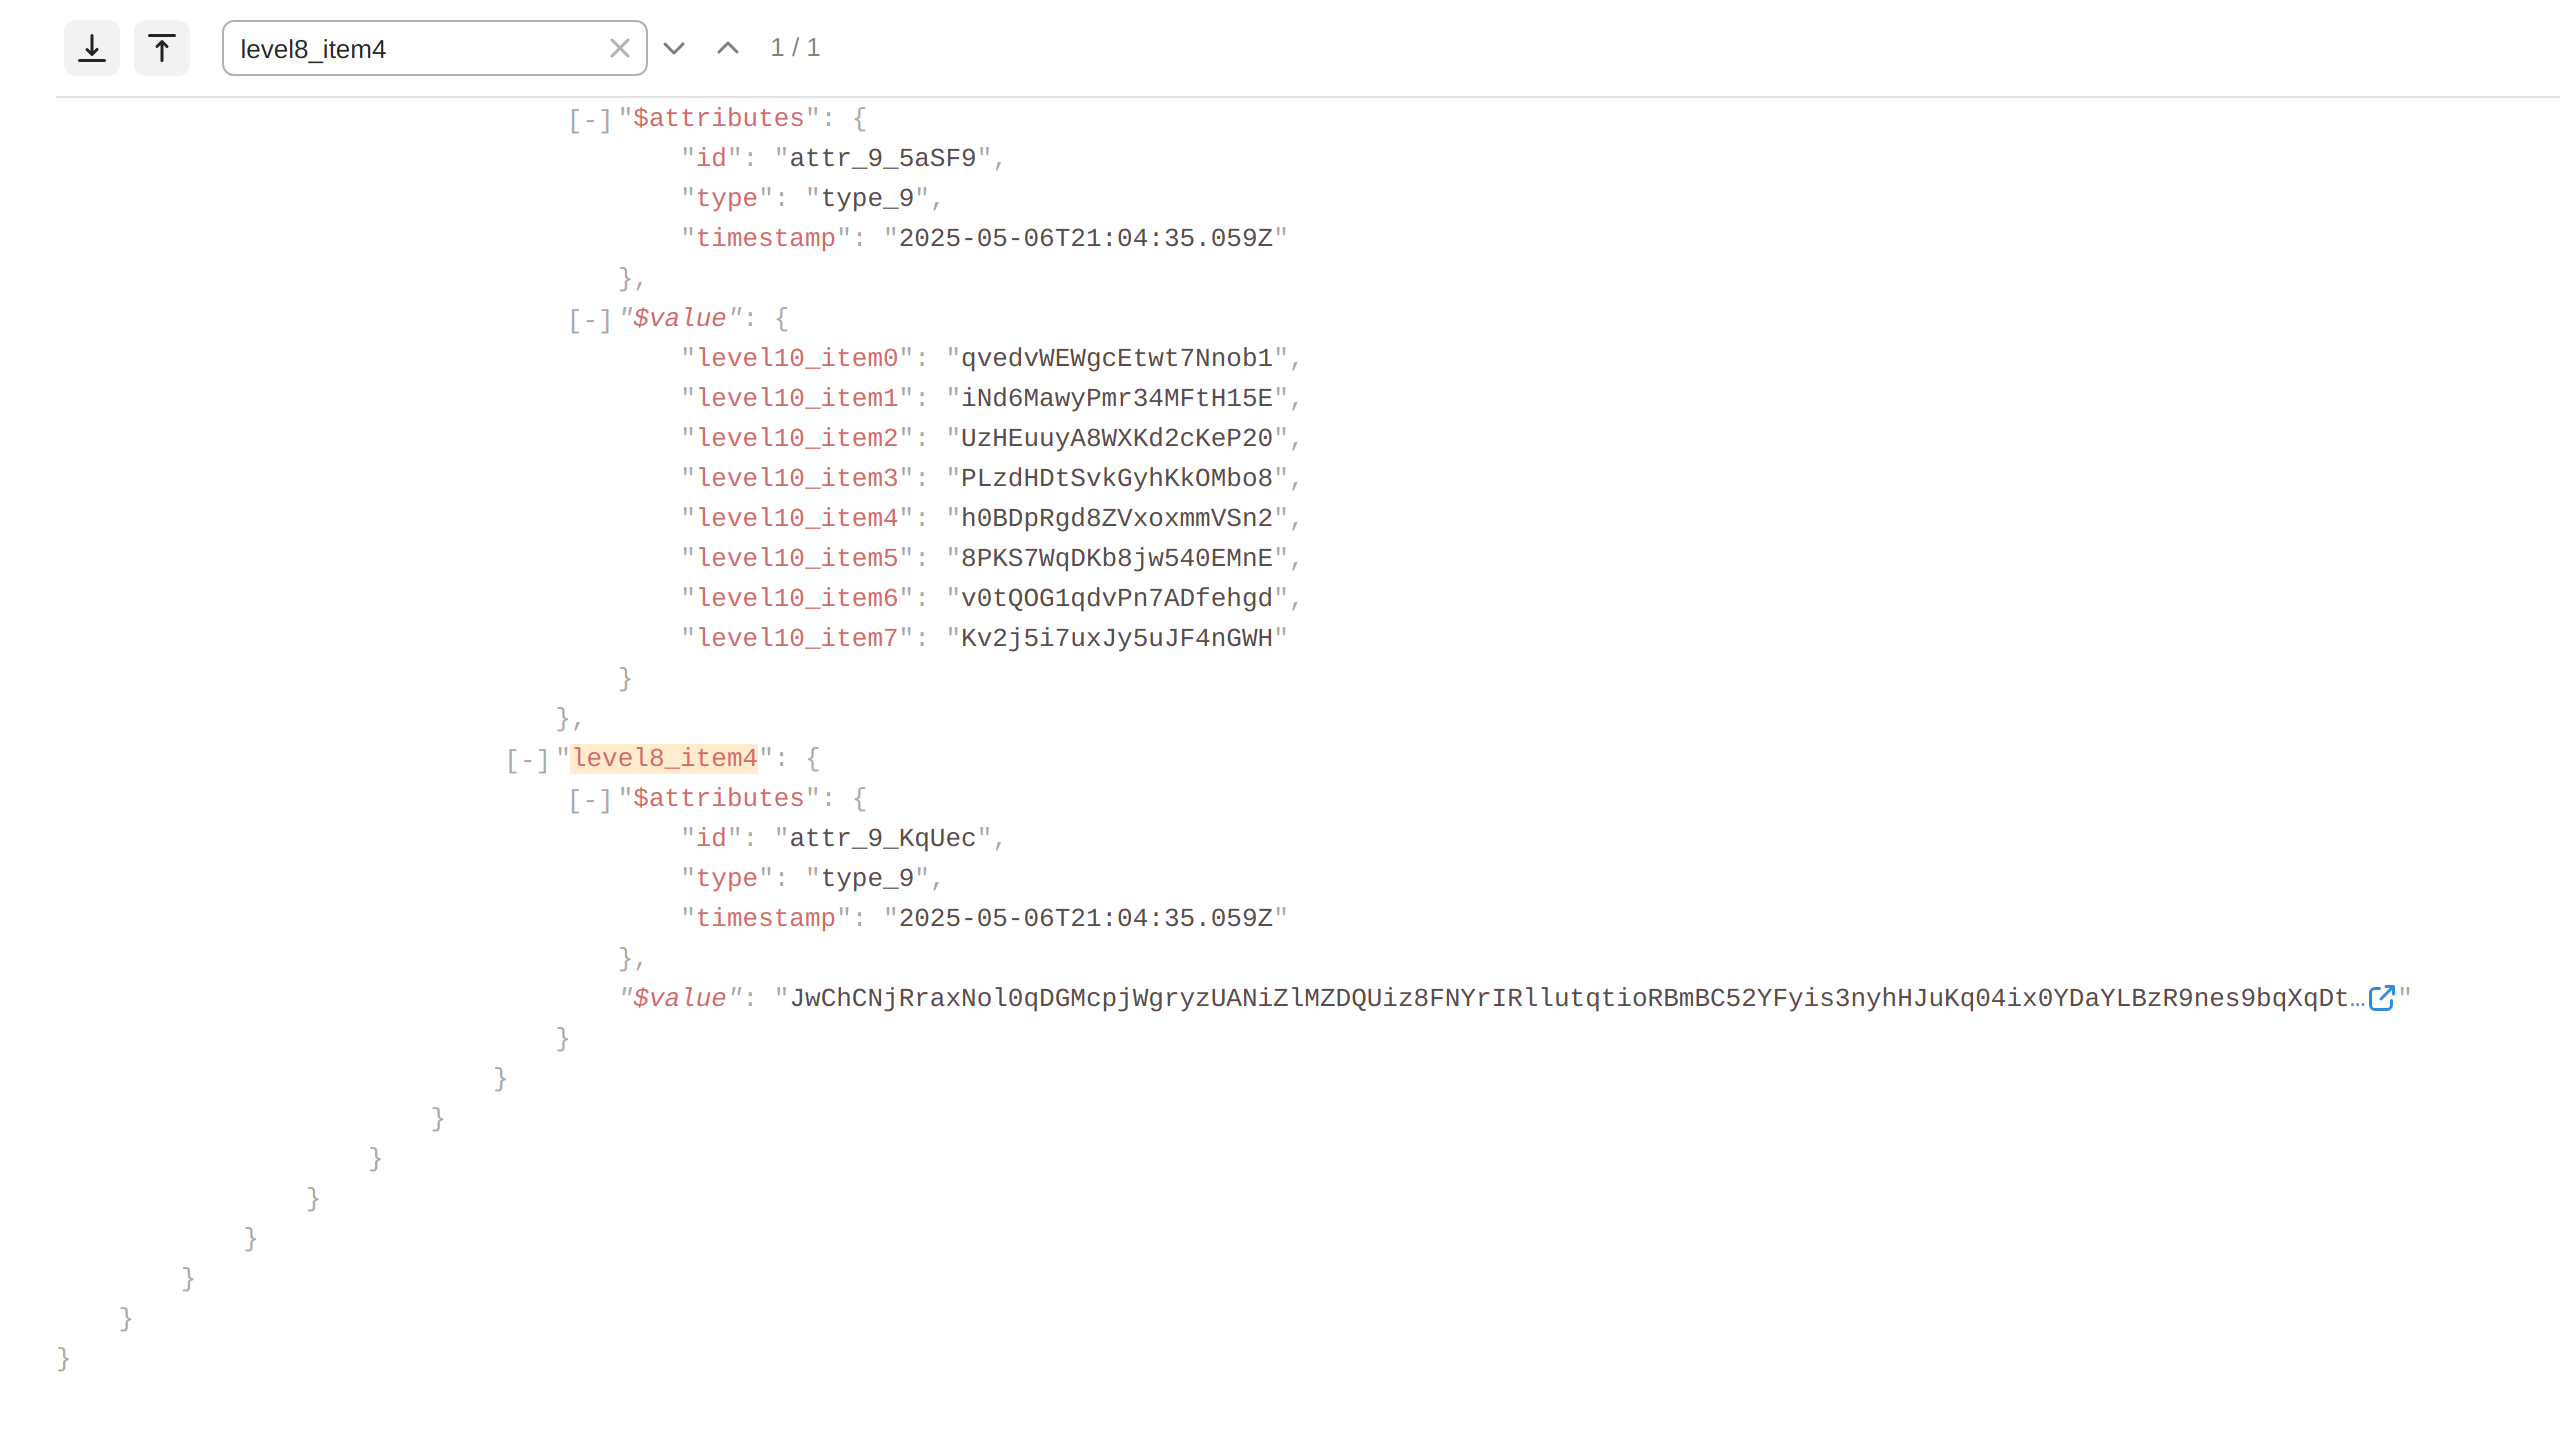 level8_item4
1 / 1
[-]"$attributes": {
"id": "attr_9_5aSF9",
"type": "type_9",
"timestamp": "2025-05-06T21:04:35.059Z"
},
[-]"$value": {
"level10_item0": "qvedvWEWgcEtwt7Nnob1",
"level10_item1": "iNd6MawyPmr34MFtH15E",
"level10_item2": "UzHEuuyA8WXKd2cKeP20",
"level10_item3": "PLzdHDtSvkGyhKkOMbo8",
"level10_item4": "h0BDpRgd8ZVxoxmmVSn2",
"level10_item5": "8PKS7WqDKb8jw540EMnE",
"level10_item6": "v0tQOG1qdvPn7ADfehgd",
"level10_item7": "Kv2j5i7uxJy5uJF4nGWH"
}
},
[-]"level8_item4": {
[-]"$attributes": {
"id": "attr_9_KqUec",
"type": "type_9",
"timestamp": "2025-05-06T21:04:35.059Z"
},
"$value": "JwChCNjRraxNol0qDGMcpjWgryzUANiZlMZDQUiz8FNYrIRllutqtioRBmBC52YFyis3nyhHJuKq04ix0YDaYLBzR9nes9bqXqDt…"
}
}
}
}
}
}
}
}
}